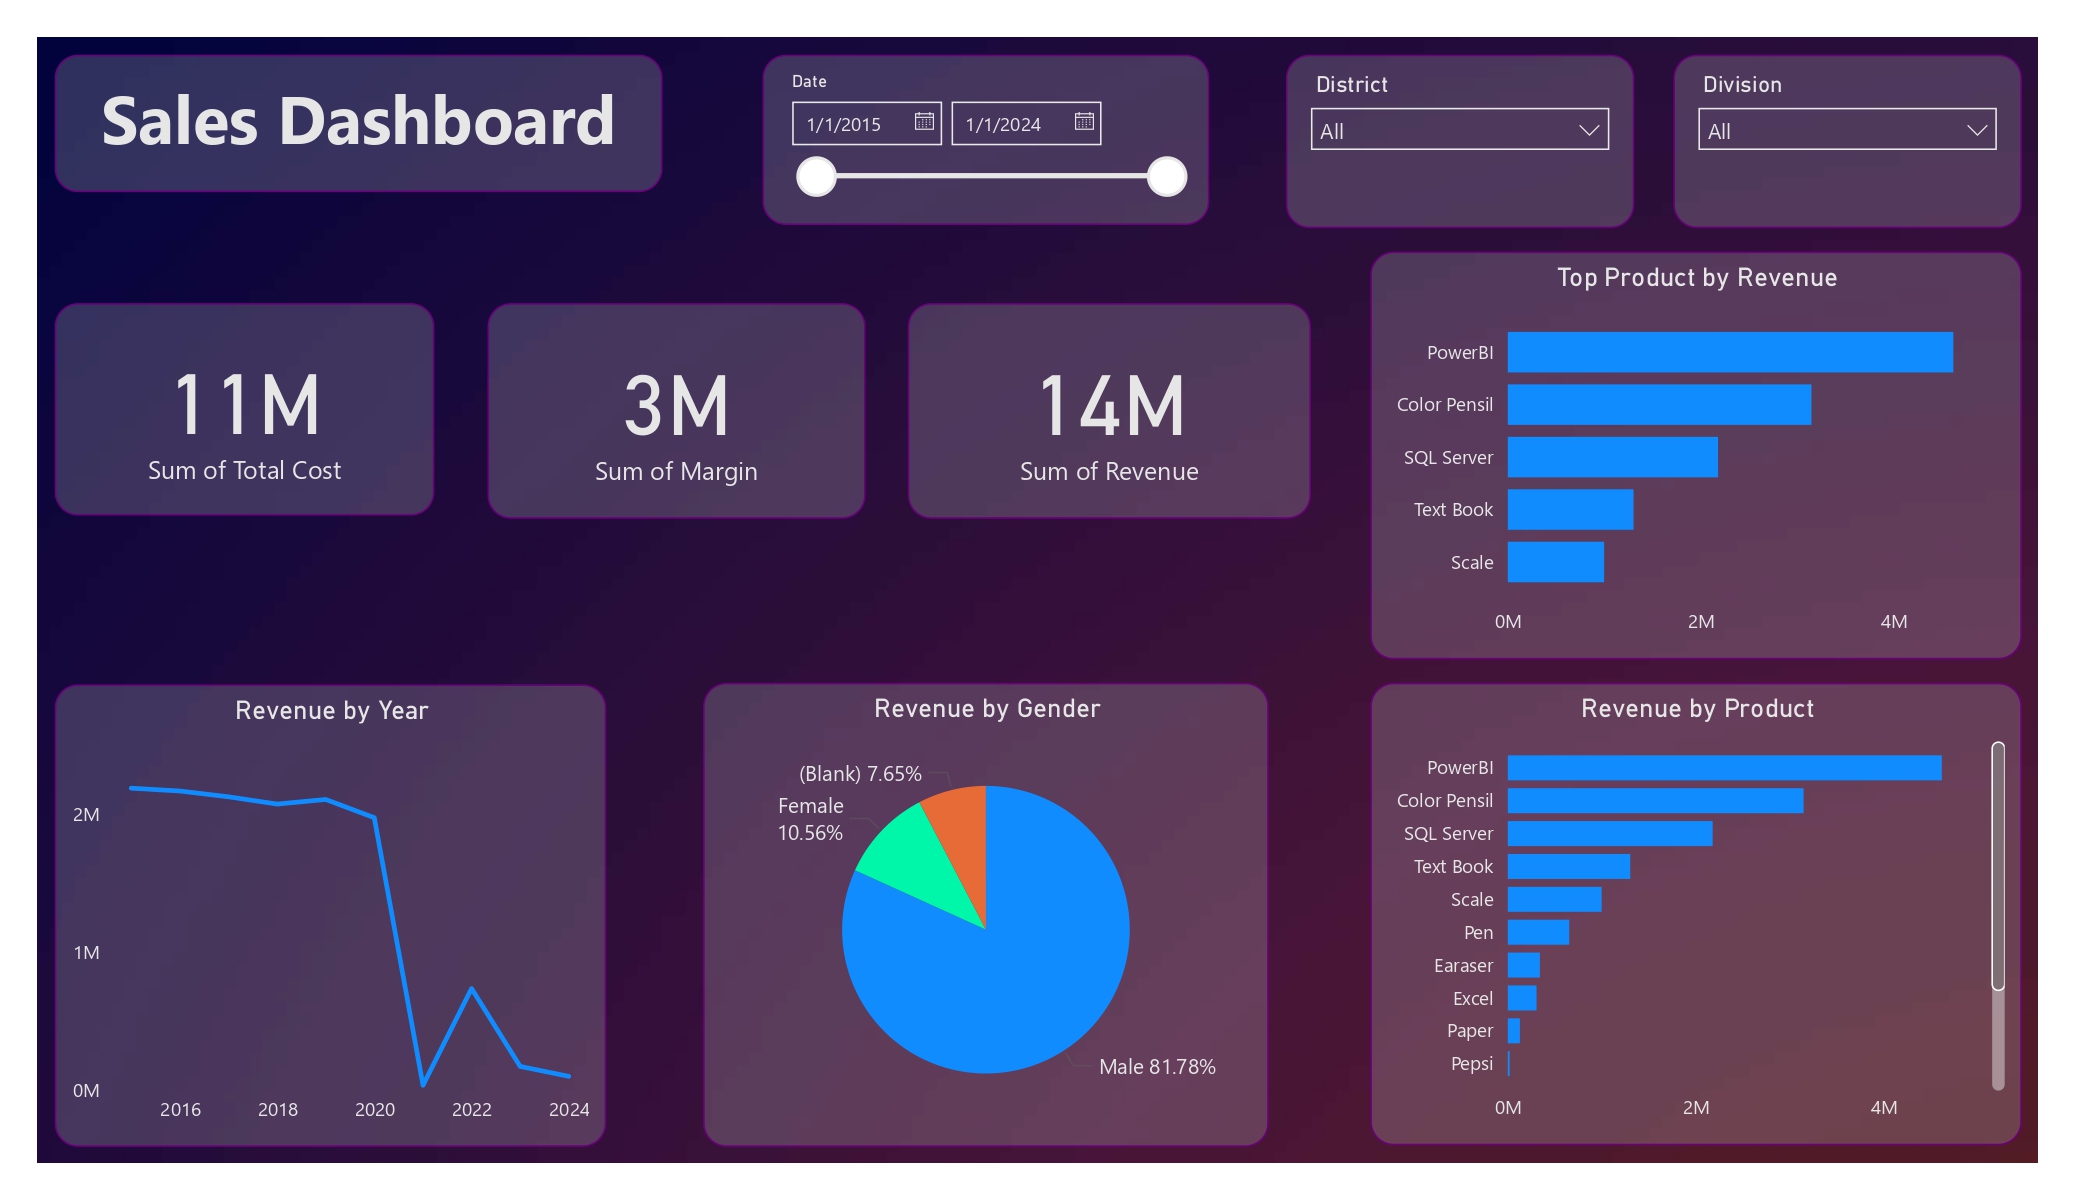 Sales Dashboard
Date
1/1/2015
1/1/2024
District
All
Division
All
11M
Sum of Total Cost
3M
Sum of Margin
14M
Sum of Revenue
Top Product by Revenue
PowerBI
Color Pensil
SQL Server
Text Book
Scale
0M 2M 4M
Revenue by Year
2M
1M
0M
2016 2018 2020 2022 2024
Revenue by Gender
(Blank) 7.65%
Female
10.56%
Male 81.78%
Revenue by Product
PowerBI
Color Pensil
SQL Server
Text Book
Scale
Pen
Earaser
Excel
Paper
Pepsi
0M 2M 4M